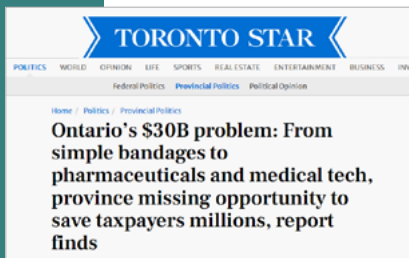 TORONTO STAR
POLITICS WORLD OPINION LIFE SPORTS REAL ESTATE ENTERTAINMENT BUSINESS INV
Federal Politics Provincial Politics Political Opinion
Home / Politics / Provincial Politics
Ontario's $30B problem: From
simple bandages to
pharmaceuticals and medical tech,
province missing opportunity to
save taxpayers millions, report
finds